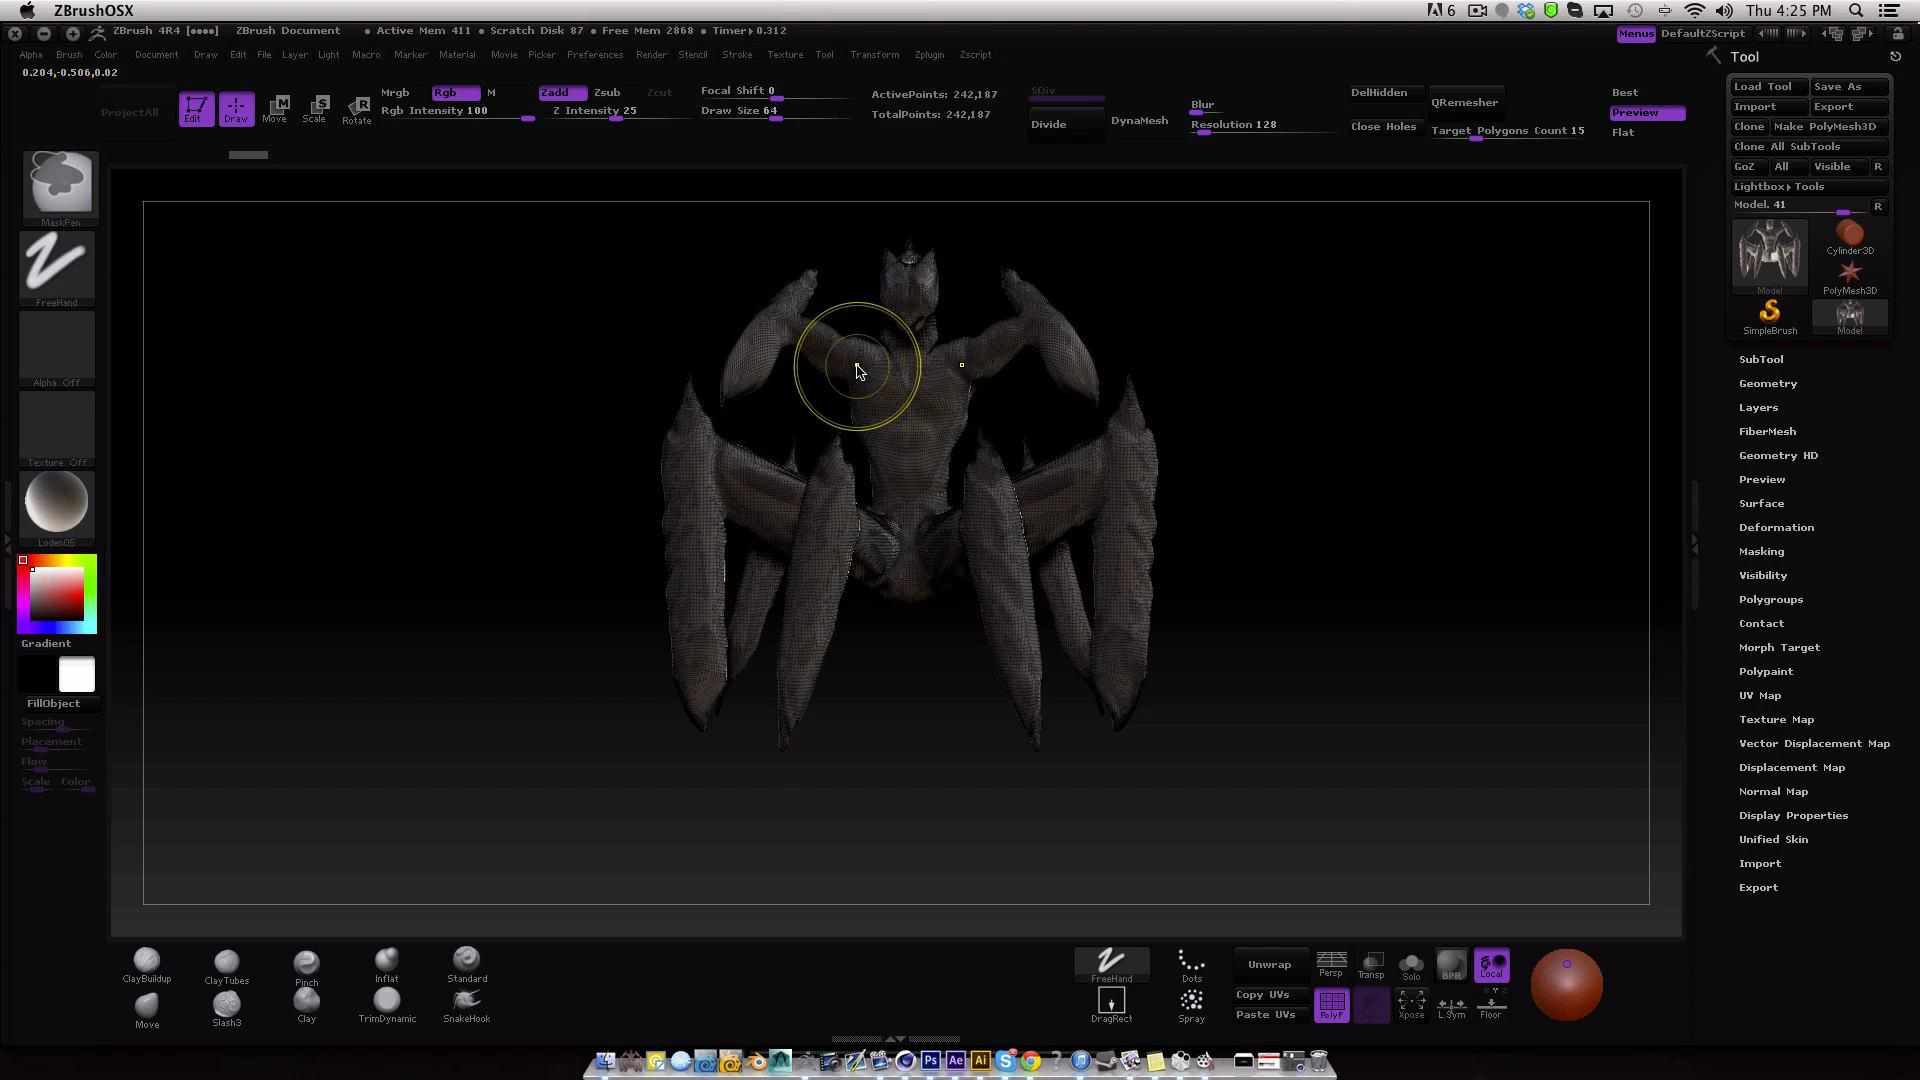 ZBrushOSX
6
Thu 4:25 PM
ZBrush 4R4 [●●●●] ZBrush Document ● Active Mem 411 ● Scratch Disk 87 ● Free Mem 2868 ● Timer▸0.312
Menus DefaultZScript
Alpha Brush Color Document Draw Edit File Layer Light Macro Marker Material Movie Picker Preferences Render Stencil Stroke Texture Tool Transform Zplugin Zscript
0.204,-0.506,0.02
ProjectAll
Edit
Draw
Move
Scale
Rotate
M
S
R
Mrgb Rgb M
Rgb Intensity 100
Zadd Zsub Zcut
Z Intensity 25
Focal Shift 0
Draw Size 64
ActivePoints: 242,187
TotalPoints: 242,187
SDiv
Divide
DynaMesh
Blur
Resolution 128
DelHidden
Close Holes
QRemesher
Target Polygons Count 15
Best
Preview
Flat
Tool
Load Tool Save As
Import Export
Clone Make PolyMesh3D
Clone All SubTools
GoZ All Visible R
Lightbox▸Tools
Model. 41 R
Model
Cylinder3D
PolyMesh3D
SimpleBrush
Model
SubTool
Geometry
Layers
FiberMesh
Geometry HD
Preview
Surface
Deformation
Masking
Visibility
Polygroups
Contact
Morph Target
Polypaint
UV Map
Texture Map
Vector Displacement Map
Displacement Map
Normal Map
Display Properties
Unified Skin
Import
Export
MaskPen
FreeHand
Alpha Off
Texture Off
Loden05
Gradient
FillObject
Spacing
Placement
Flow
Scale Color
ClayBuildup
ClayTubes
Pinch
Inflat
Standard
Move
Slash3
Clay
TrimDynamic
SnakeHook
FreeHand
Dots
DragRect
Spray
Unwrap
Copy UVs
Paste UVs
Persp
Transp
Solo
BPR
Local
PolyF
Xpose
L.Sym
Floor
Ps
Ae
Ai